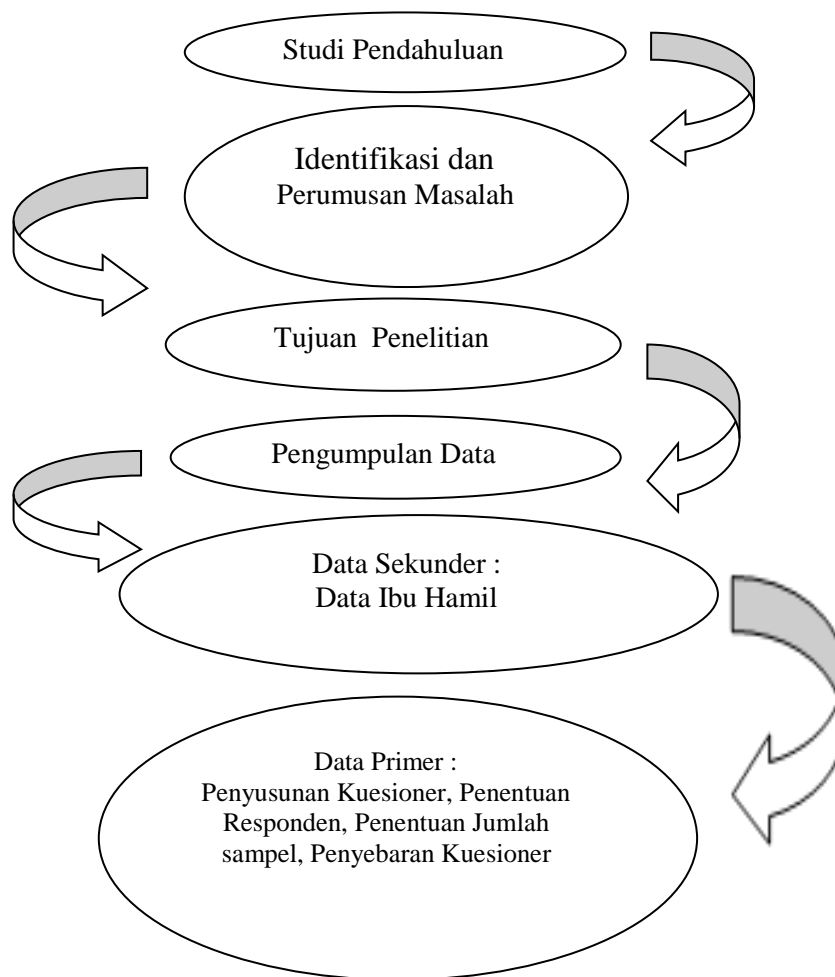 Studi Pendahuluan
Identifikasi dan
Perumusan Masalah
Tujuan Penelitian
Pengumpulan Data
Data Sekunder :
Data Ibu Hamil
Data Primer :
Penyusunan Kuesioner, Penentuan
Responden, Penentuan Jumlah
sampel, Penyebaran Kuesioner